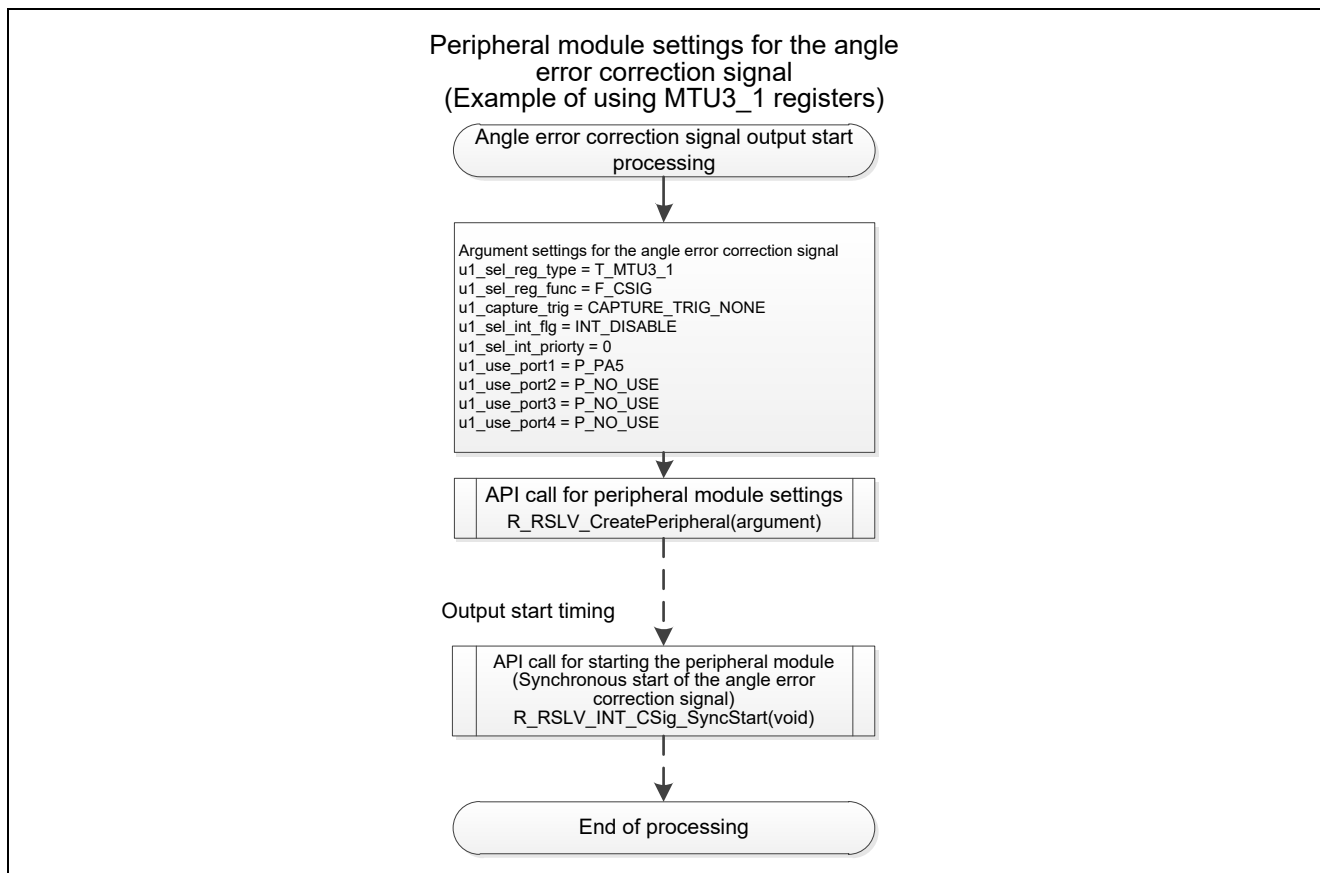 Peripheral module settings for the angle
error correction signal
(Example of using MTU3_1 registers)
Angle error correction signal output start
processing
Argument settings for the angle error correction signal
u1_sel_reg_type = T_MTU3_1
u1_sel_reg_func = F_CSIG
u1_capture_trig = CAPTURE_TRIG_NONE
u1_sel_int_flg = INT_DISABLE
u1_sel_int_priorty = 0
u1_use_port1 = P_PA5
u1_use_port2 = P_NO_USE
u1_use_port3 = P_NO_USE
u1_use_port4 = P_NO_USE
API call for peripheral module settings
R_RSLV_CreatePeripheral(argument)
Output start timing
API call for starting the peripheral module
(Synchronous start of the angle error
correction signal)
R_RSLV_INT_CSig_SyncStart(void)
End of processing